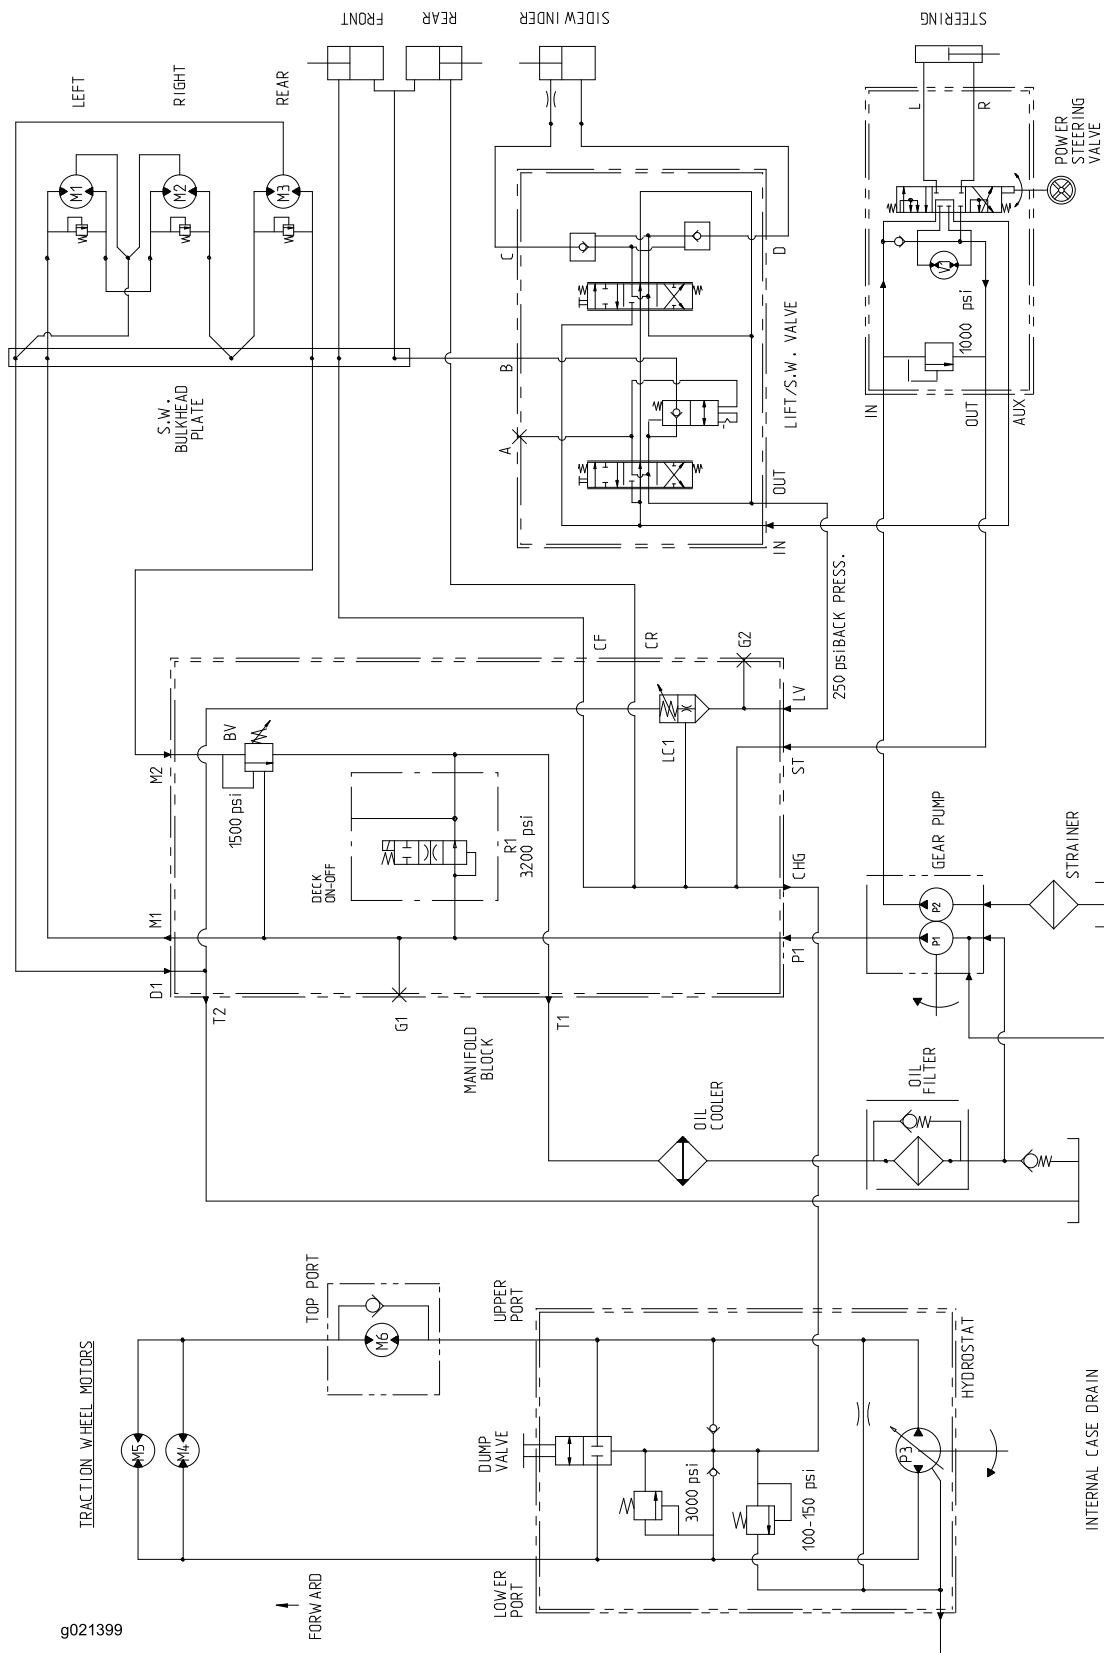 FRONT
REAR
SIDEWINDER
STEERING
LEFT
RIGHT
REAR
M1
M2
M3
W
W
W
S.W.
BULKHEAD
PLATE
C
D
B
A
LIFT/S.W. VALVE
OUT
IN
L
R
POWER
STEERING
VALVE
V1
1000 psi
IN
OUT
AUX
250 psi BACK PRESS.
CF
CR
G2
LV
LC1
ST
CHG
M2
BV
1500 psi
DECK
ON-OFF
R1
3200 psi
M1
D1
T2
G1
T1
P1
MANIFOLD
BLOCK
GEAR PUMP
P2
P1
STRAINER
OIL
FILTER
OIL
COOLER
TRACTION WHEEL MOTORS
TOP PORT
M6
M5
M4
UPPER
PORT
DUMP
VALVE
3000 psi
100-150 psi
P3
HYDROSTAT
LOWER
PORT
FORWARD
INTERNAL CASE DRAIN
g021399